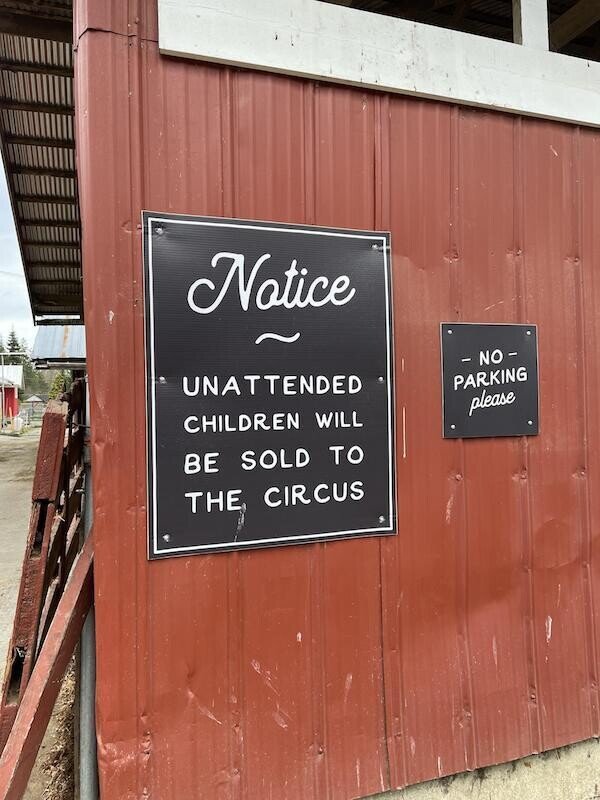 Notice
~
UNATTENDED
CHILDREN WILL
BE SOLD TO
THE CIRCUS
– NO –
PARKING
please